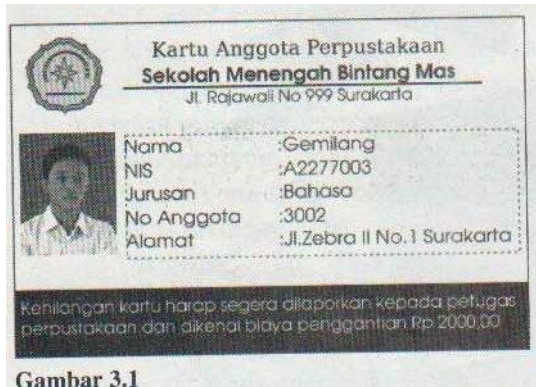 Kartu Anggota Perpustakaan
Sekolah Menengah Bintang Mas
Jl. Rajawali No 999 Surakarta
Nama :Gemilang
NIS :A2277003
Jurusan :Bahasa
No Anggota :3002
Alamat :Jl.Zebra II No.1 Surakarta
Kehilangan kartu harap segera dilaporkan kepada petugas
perpustakaan dan dikenai biaya penggantian Rp 2000,00
Gambar 3.1